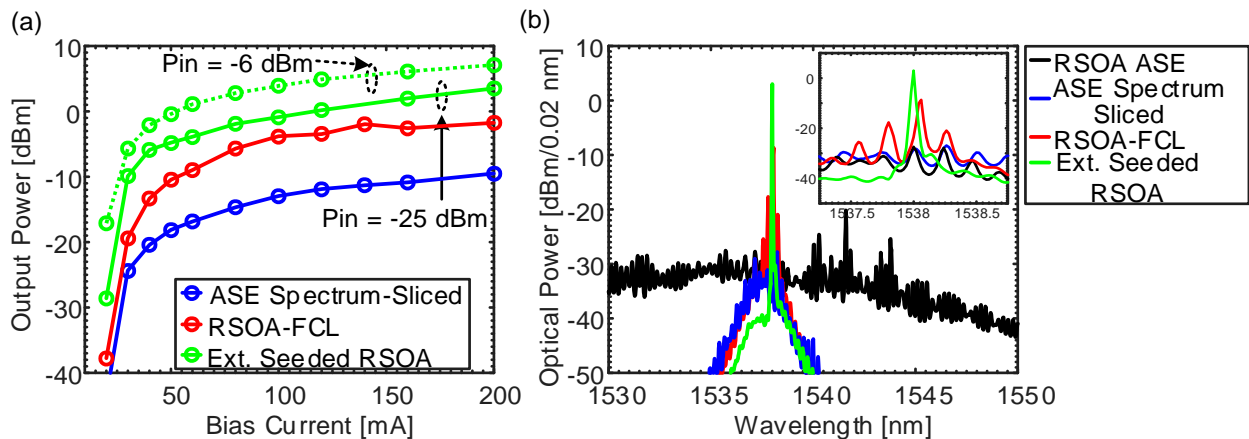 (a)
10
0
-10
-20
-30
-40
Output Power [dBm]
50
100
150
200
Bias Current [mA]
Pin = -6 dBm
Pin = -25 dBm
ASE Spectrum-Sliced
RSOA-FCL
Ext. Seeded RSOA
(b)
10
0
-10
-20
-30
-40
-50
Optical Power [dBm/0.02 nm]
1530
1535
1540
1545
1550
Wavelength [nm]
0
-20
-40
1537.5
1538
1538.5
RSOA ASE
ASE Spectrum
Sliced
RSOA-FCL
Ext. Seeded
RSOA